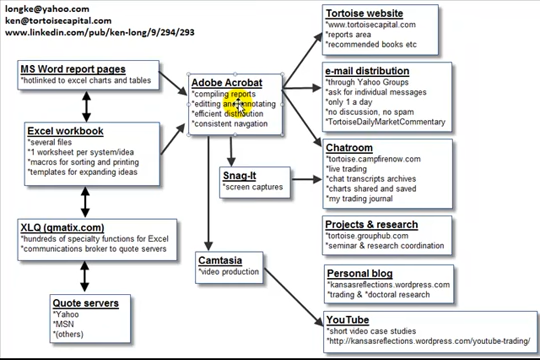 longke@yahoo.com
ken@tortoisecapital.com
www.linkedin.com/pub/ken-long/9/294/293
MS Word report pages
*hotlinked to excel charts and tables
Excel workbook
*several files
*1 worksheet per system/idea
*macros for sorting and printing
*templates for expanding ideas
XLQ (qmatix.com)
*hundreds of specialty functions for Excel
*communications broker to quote servers
Quote servers
*Yahoo
*MSN
*(others)
Adobe Acrobat
*compiling reports
*editting and annotating
*efficient distribution
*consistent navgation
Snag-It
*screen captures
Camtasia
*video production
Tortoise website
*www.tortoisecapital.com
*reports area
*recommended books etc
e-mail distribution
*through Yahoo Groups
*ask for individual messages
*only 1 a day
*no discussion, no spam
*TortoiseDailyMarketCommentary
Chatroom
*tortoise.campfirenow.com
*live trading
*chat transcripts archives
*charts shared and saved
*my trading journal
Projects & research
*tortoise.grouphub.com
*seminar & research coordination
Personal blog
*kansasreflections.wordpress.com
*trading & *doctoral research
YouTube
*short video case studies
*http://kansasreflections.wordpress.com/youtube-trading/